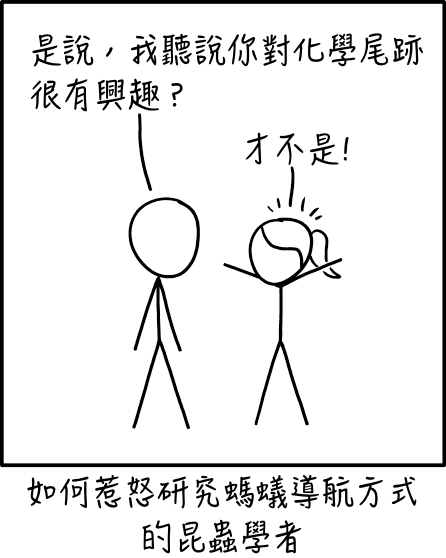 是說，我聽說你對化學尾跡
很有興趣？
才不是!
如何惹怒研究螞蟻導航方式
的昆蟲學者